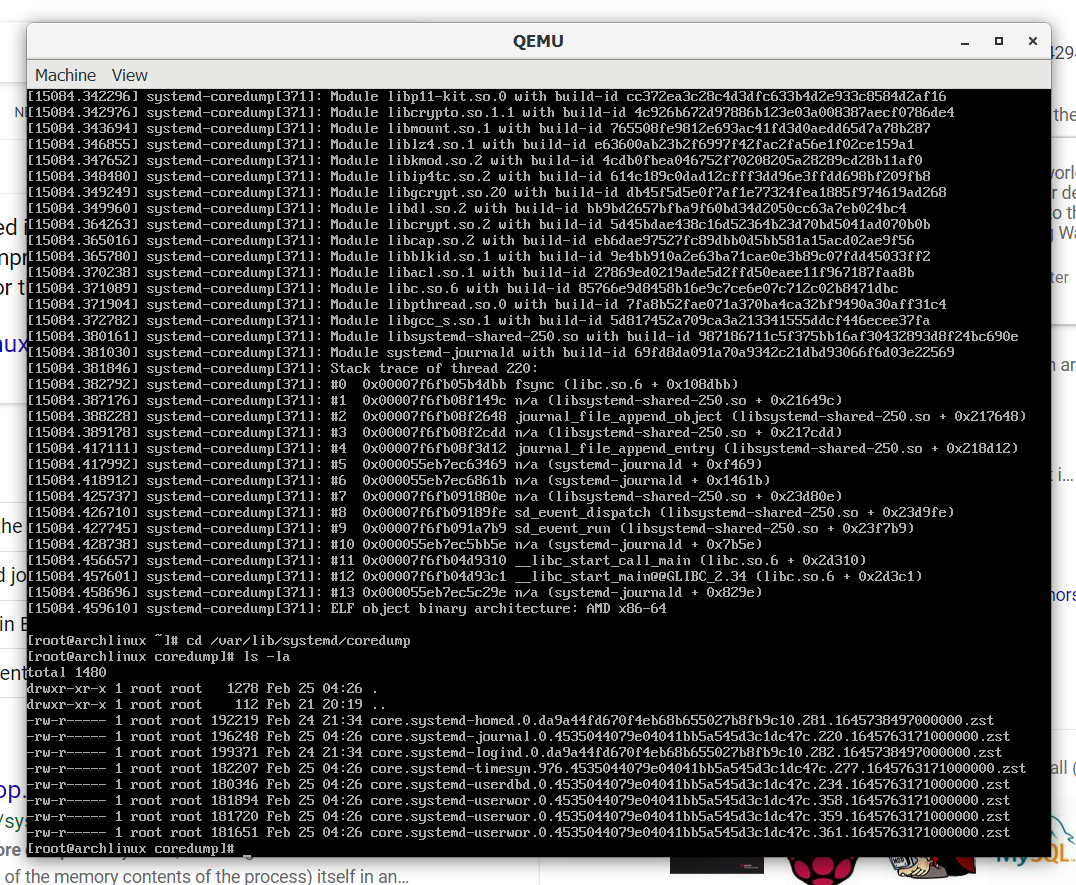 QEMU
Machine View
[15084.342296] systemd-coredump[371]: Module libp11-kit.so.0 with build-id cc372ea3c28c4d3dfc633b4d2e933c8584d2af16
[15084.342976] systemd-coredump[371]: Module libcrypto.so.1.1 with build-id 4c926b672d97886b123e03a008387aecf0786de4
[15084.343694] systemd-coredump[371]: Module libmount.so.1 with build-id 765508fe9812e693ac41fd3d0aedd65d7a78b287
[15084.346855] systemd-coredump[371]: Module liblz4.so.1 with build-id e63600ab23b2f6997f42fac2fa56e1f02ce159a1
[15084.347652] systemd-coredump[371]: Module libkmod.so.2 with build-id 4cdb0fbea046752f70208205a28289cd28b11af0
[15084.348480] systemd-coredump[371]: Module libip4tc.so.2 with build-id 614c189c0dad12cfff3dd96e3ffdd698bf209fb8
[15084.349249] systemd-coredump[371]: Module libgcrypt.so.20 with build-id db45f5d5e0f7af1e77324fea1885f974619ad268
[15084.349960] systemd-coredump[371]: Module libdl.so.2 with build-id bb9bd2657bfba9f60bd34d2050cc63a7eb024bc4
[15084.364263] systemd-coredump[371]: Module libcrypt.so.2 with build-id 5d45bdae438c16d52364b23d70bd5041ad070b0b
[15084.365016] systemd-coredump[371]: Module libcap.so.2 with build-id eb6dae97527fc89dbb0d5bb581a15acd02ae9f56
[15084.365780] systemd-coredump[371]: Module libblkid.so.1 with build-id 9e4bb910a2e63ba71cae0e3b89c07fdd45033ff2
[15084.370238] systemd-coredump[371]: Module libacl.so.1 with build-id 27869ed0219ade5d2ffd50eaee11f967187faa8b
[15084.371089] systemd-coredump[371]: Module libc.so.6 with build-id 85766e9d8458b16e9c7ce6e07c712c02b8471dbc
[15084.371904] systemd-coredump[371]: Module libpthread.so.0 with build-id 7fa8b52fae071a370ba4ca32bf9490a30aff31c4
[15084.372782] systemd-coredump[371]: Module libgcc_s.so.1 with build-id 5d817452a709ca3a213341555ddcf446ecee37fa
[15084.380161] systemd-coredump[371]: Module libsystemd-shared-250.so with build-id 987186711c5f375bb16af30432893d8f24bc690e
[15084.381030] systemd-coredump[371]: Module systemd-journald with build-id 69fd8da091a70a9342c21dbd93066f6d03e22569
[15084.381846] systemd-coredump[371]: Stack trace of thread 220:
[15084.382792] systemd-coredump[371]: #0  0x00007f6fb05b4dbb fsync (libc.so.6 + 0x108dbb)
[15084.387176] systemd-coredump[371]: #1  0x00007f6fb08f149c n/a (libsystemd-shared-250.so + 0x21649c)
[15084.388228] systemd-coredump[371]: #2  0x00007f6fb08f2648 journal_file_append_object (libsystemd-shared-250.so + 0x217648)
[15084.389178] systemd-coredump[371]: #3  0x00007f6fb08f2cdd n/a (libsystemd-shared-250.so + 0x217cdd)
[15084.417111] systemd-coredump[371]: #4  0x00007f6fb08f3d12 journal_file_append_entry (libsystemd-shared-250.so + 0x218d12)
[15084.417992] systemd-coredump[371]: #5  0x000055eb7ec63469 n/a (systemd-journald + 0xf469)
[15084.418912] systemd-coredump[371]: #6  0x000055eb7ec6861b n/a (systemd-journald + 0x1461b)
[15084.425737] systemd-coredump[371]: #7  0x00007f6fb091880e n/a (libsystemd-shared-250.so + 0x23d80e)
[15084.426710] systemd-coredump[371]: #8  0x00007f6fb09189fe sd_event_dispatch (libsystemd-shared-250.so + 0x23d9fe)
[15084.427745] systemd-coredump[371]: #9  0x00007f6fb091a7b9 sd_event_run (libsystemd-shared-250.so + 0x23f7b9)
[15084.428738] systemd-coredump[371]: #10 0x000055eb7ec5bb5e n/a (systemd-journald + 0x7b5e)
[15084.456657] systemd-coredump[371]: #11 0x00007f6fb04d9310 __libc_start_call_main (libc.so.6 + 0x2d310)
[15084.457601] systemd-coredump[371]: #12 0x00007f6fb04d93c1 __libc_start_main@@GLIBC_2.34 (libc.so.6 + 0x2d3c1)
[15084.458696] systemd-coredump[371]: #13 0x000055eb7ec5c29e n/a (systemd-journald + 0x829e)
[15084.459610] systemd-coredump[371]: ELF object binary architecture: AMD x86-64
[root@archlinux ~]# cd /var/lib/systemd/coredump
[root@archlinux coredump]# ls -la
total 1480
drwxr-xr-x 1 root root   1278 Feb 25 04:26 .
drwxr-xr-x 1 root root    112 Feb 21 20:19 ..
-rw-r----- 1 root root 192219 Feb 24 21:34 core.systemd-homed.0.da9a44fd670f4eb68b655027b8fb9c10.281.1645738497000000.zst
-rw-r----- 1 root root 196248 Feb 25 04:26 core.systemd-journal.0.4535044079e04041bb5a545d3c1dc47c.220.1645763171000000.zst
-rw-r----- 1 root root 199371 Feb 24 21:34 core.systemd-logind.0.da9a44fd670f4eb68b655027b8fb9c10.282.1645738497000000.zst
-rw-r----- 1 root root 182207 Feb 25 04:26 core.systemd-timesyn.976.4535044079e04041bb5a545d3c1dc47c.277.1645763171000000.zst
-rw-r----- 1 root root 180346 Feb 25 04:26 core.systemd-userdbd.0.4535044079e04041bb5a545d3c1dc47c.234.1645763171000000.zst
-rw-r----- 1 root root 181894 Feb 25 04:26 core.systemd-userwor.0.4535044079e04041bb5a545d3c1dc47c.358.1645763171000000.zst
-rw-r----- 1 root root 181720 Feb 25 04:26 core.systemd-userwor.0.4535044079e04041bb5a545d3c1dc47c.359.1645763171000000.zst
-rw-r----- 1 root root 181651 Feb 25 04:26 core.systemd-userwor.0.4535044079e04041bb5a545d3c1dc47c.361.1645763171000000.zst
[root@archlinux coredump]# _
MySQL
of the memory contents of the process) itself in an...